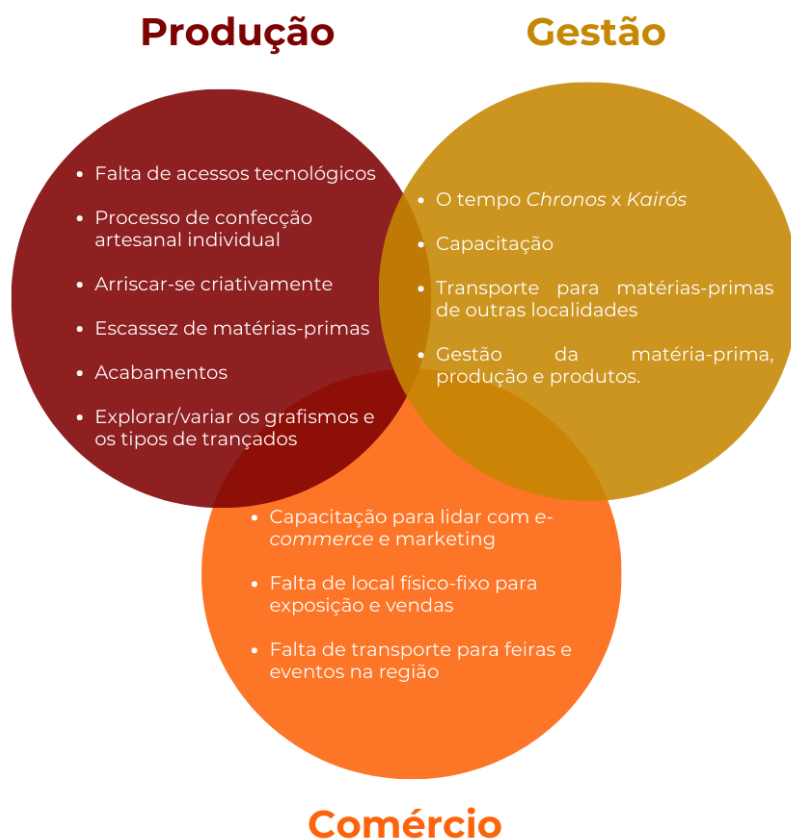 Produção
Gestão
• Falta de acessos tecnológicos
• Processo de confecção
artesanal individual
• Arriscar-se criativamente
• Escassez de matérias-primas
• Acabamentos
• Explorar/variar os grafismos e
os tipos de trançados
• O tempo Chronos x Kairós
• Capacitação
• Transporte para matérias-primas
de outras localidades
• Gestão da matéria-prima,
produção e produtos.
• Capacitação para lidar com e-
commerce e marketing
• Falta de local físico-fixo para
exposição e vendas
• Falta de transporte para feiras e
eventos na região
Comércio